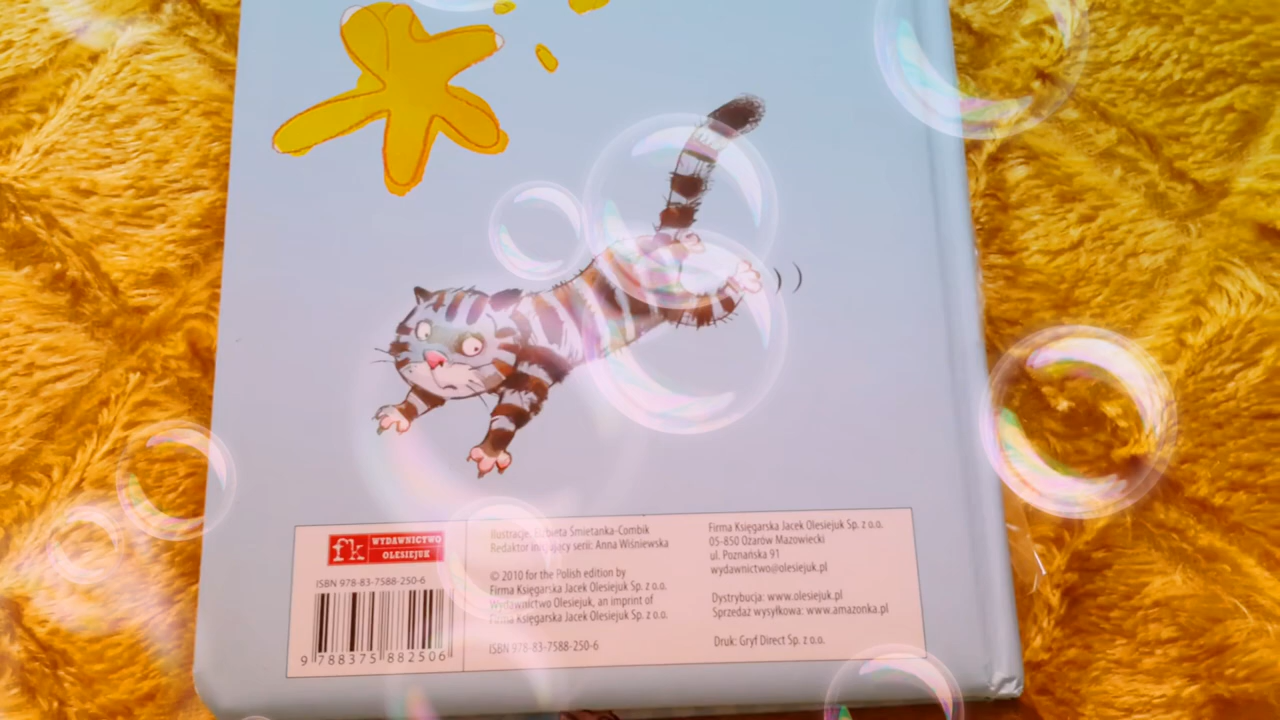 fk WYDAWNICTWO
OLESIEJUK
ISBN 978-83-7588-250-6
9 788375 882506
Ilustracje: Elżbieta Śmietanka-Combik
Redaktor inicjujący serii: Anna Wiśniewska
© 2010 for the Polish edition by
Firma Księgarska Jacek Olesiejuk Sp. z o.o.
Wydawnictwo Olesiejuk, an imprint of
Firma Księgarska Jacek Olesiejuk Sp. z o.o.
ISBN 978-83-7588-250-6
Firma Księgarska Jacek Olesiejuk Sp. z o.o.
05-850 Ożarów Mazowiecki
ul. Poznańska 91
wydawnictwo@olesiejuk.pl
Dystrybucja: www.olesiejuk.pl
Sprzedaż wysyłkowa: www.amazonka.pl
Druk: Gryf Direct Sp. z o.o.